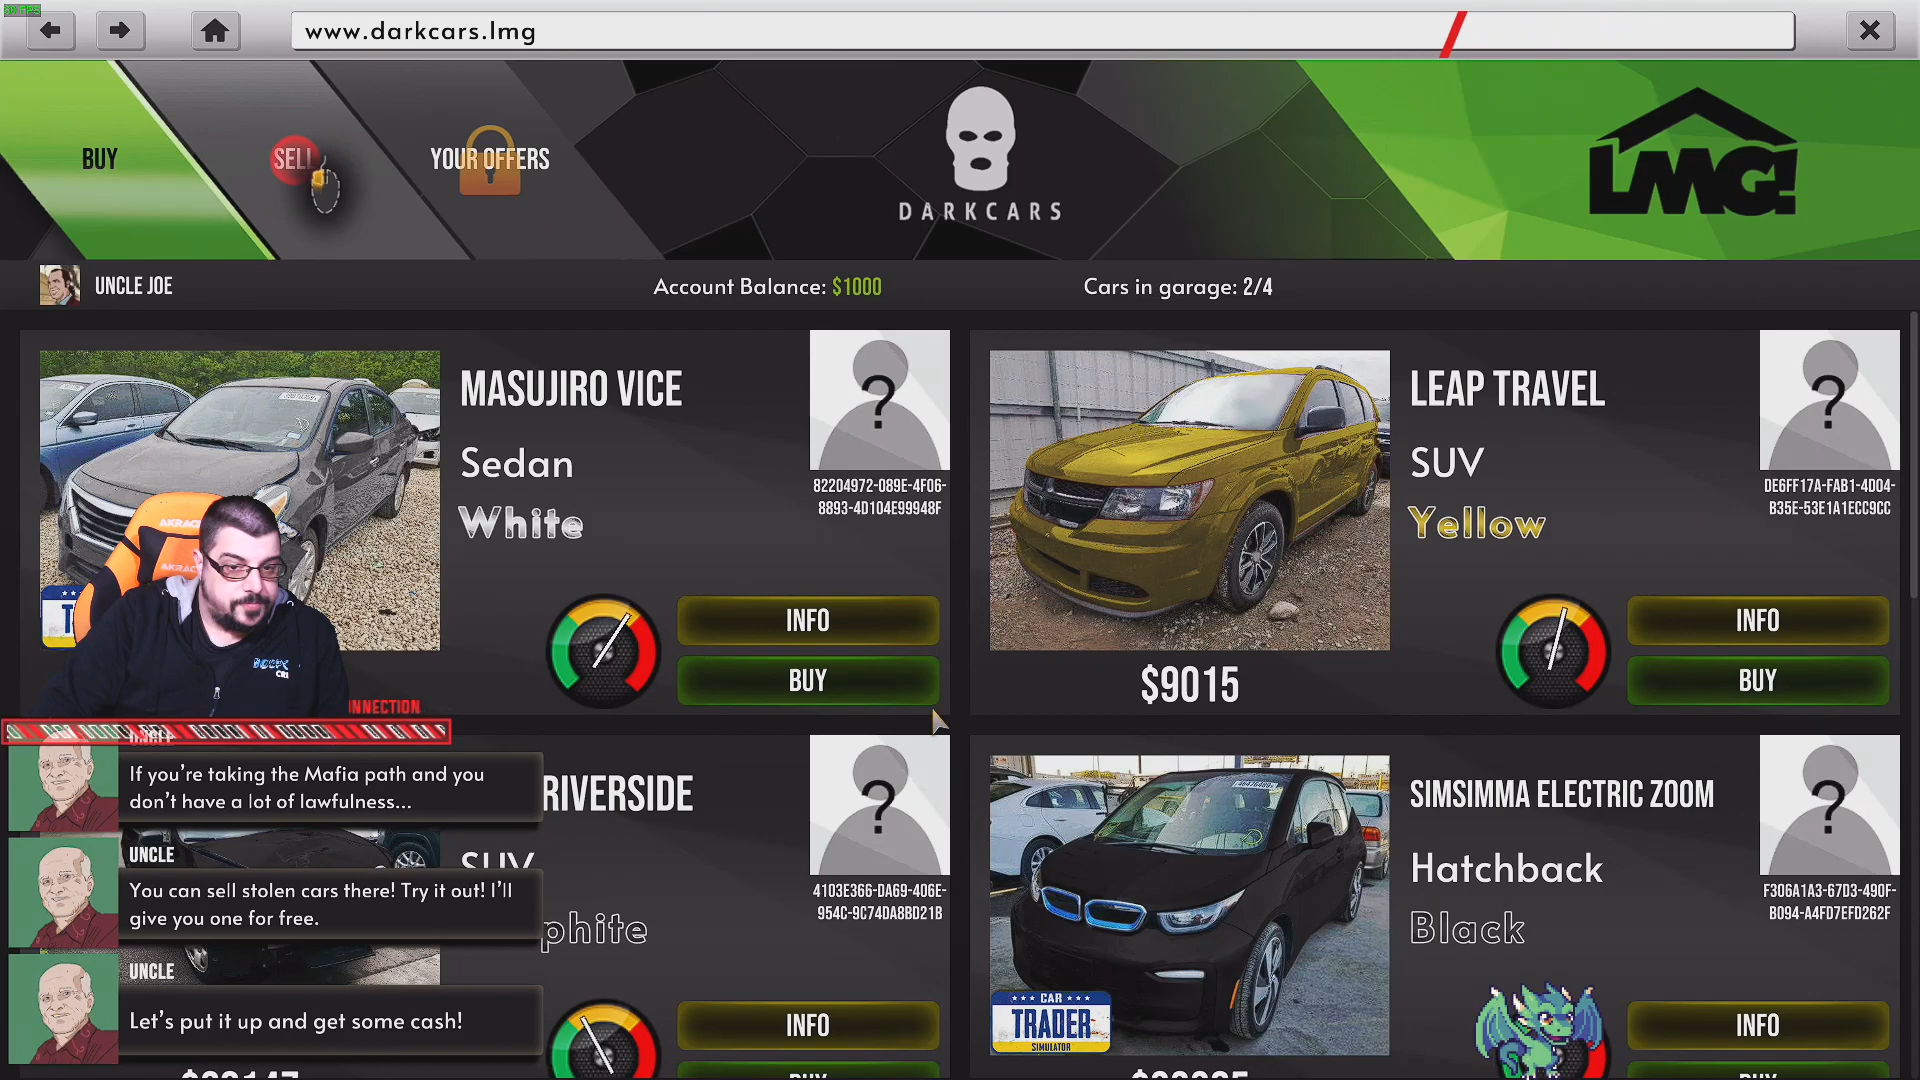 www.darkcars.lmg
BUY
SELL
YOUR OFFERS
DARKCARS
LMG!
UNCLE JOE
Account Balance: $1000
Cars in garage: 2/4
MASUJIRO VICE
Sedan
White
82204972-089E-4F06-
8893-4D104E99948F
INFO
BUY
LEAP TRAVEL
SUV
Yellow
DE6FF17A-FAB1-4D04-
B35E-53E1A1ECC9CC
$9015
INFO
BUY
AKRACING
NNECTION
UNCLE
If you're taking the Mafia path and you
don't have a lot of lawfulness...
UNCLE
You can sell stolen cars there! Try it out! I'll
give you one for free.
UNCLE
Let's put it up and get some cash!
RIVERSIDE
SUV
phite
4103E366-DA69-406E-
954C-9C74DA8BD21B
INFO
SIMSIMMA ELECTRIC ZOOM
Hatchback
Black
F306A1A3-67D3-490F-
B094-A4FD7EFD262F
CAR
TRADER
SIMULATOR
INFO